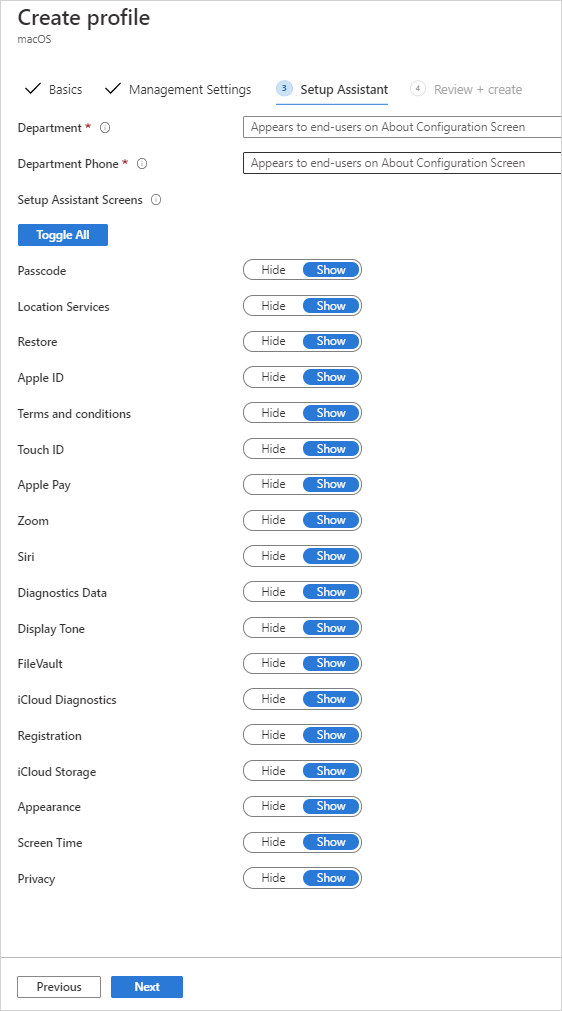 Create profile
macOS
Basics Management Settings 3 Setup Assistant 4 Review + create
Department * Appears to end-users on About Configuration Screen
Department Phone * Appears to end-users on About Configuration Screen
Setup Assistant Screens
Toggle All
Passcode Hide Show
Location Services Hide Show
Restore Hide Show
Apple ID Hide Show
Terms and conditions Hide Show
Touch ID Hide Show
Apple Pay Hide Show
Zoom Hide Show
Siri Hide Show
Diagnostics Data Hide Show
Display Tone Hide Show
FileVault Hide Show
iCloud Diagnostics Hide Show
Registration Hide Show
iCloud Storage Hide Show
Appearance Hide Show
Screen Time Hide Show
Privacy Hide Show
Previous Next